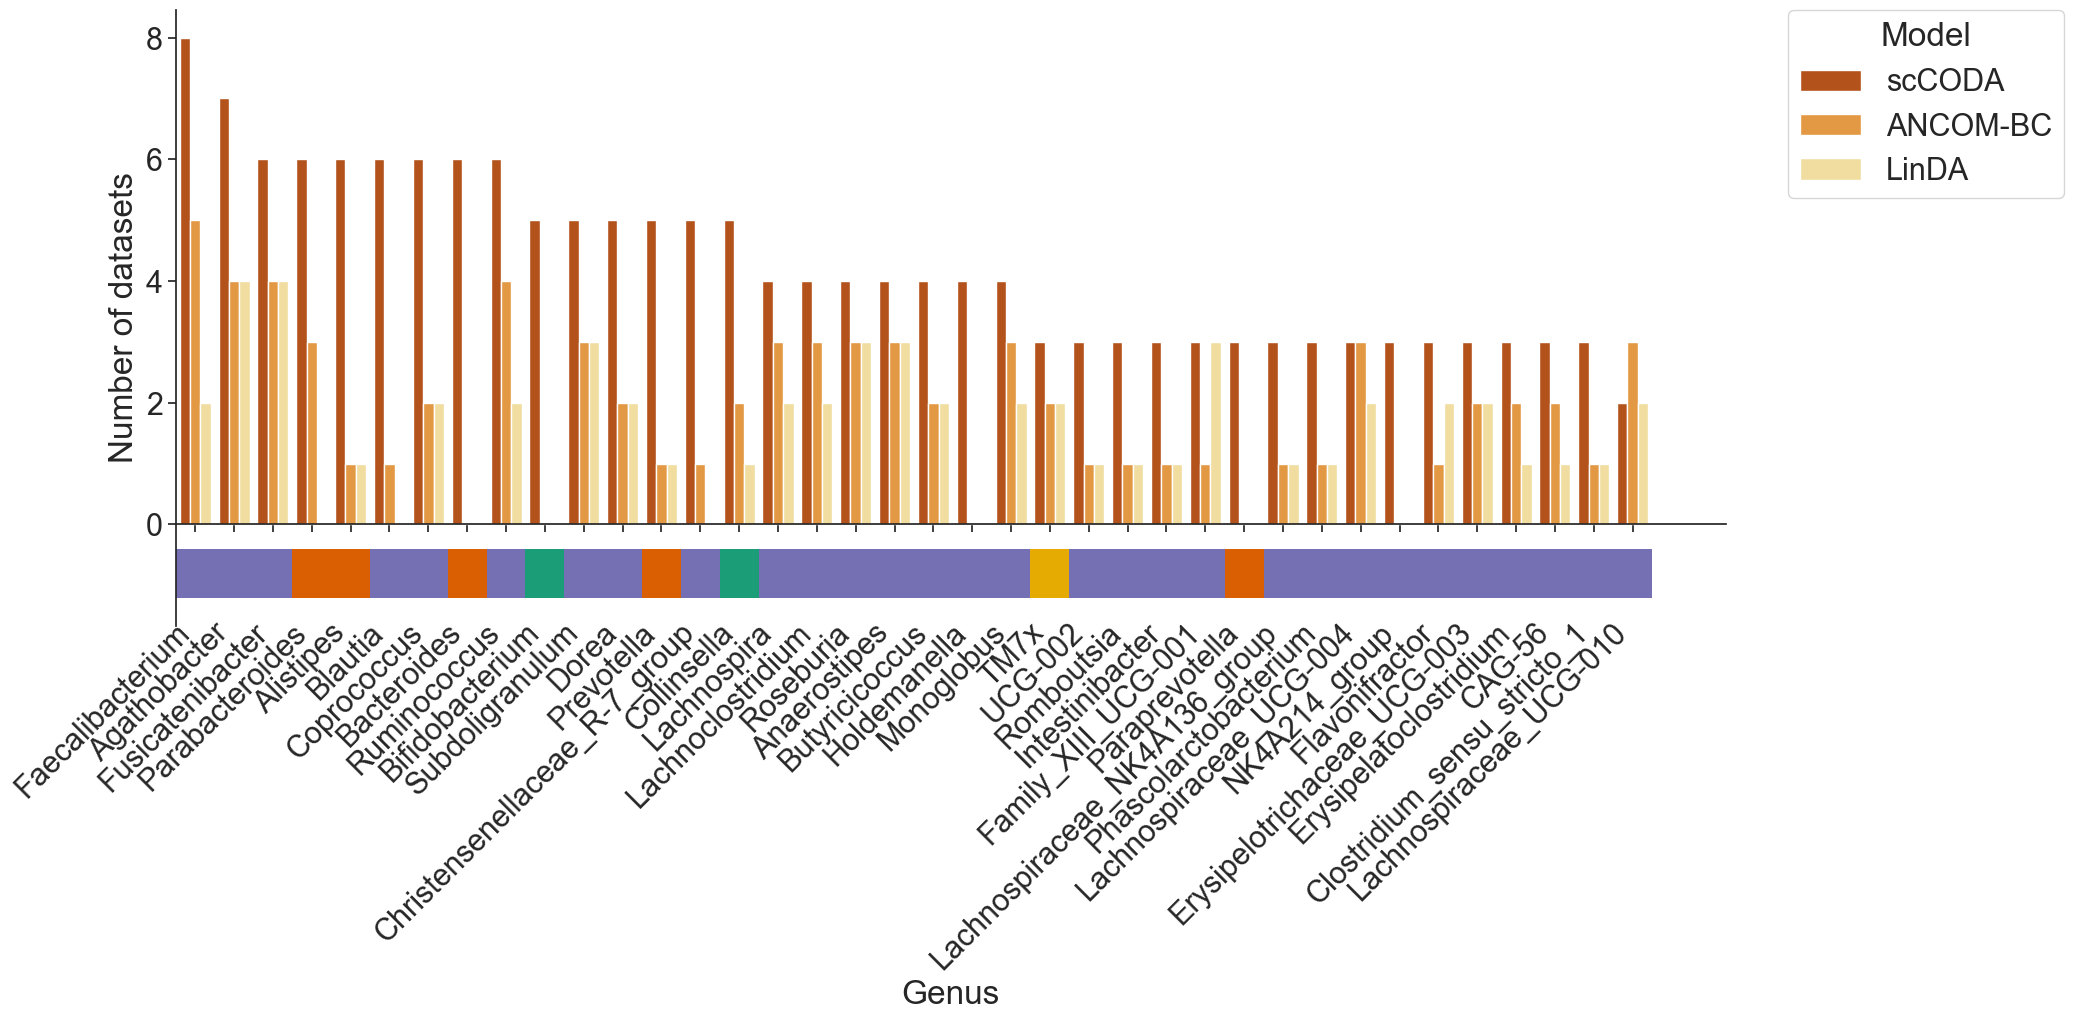 8
6
4
2
0
Number of datasets
Model
scCODA
ANCOM-BC
LinDA
Faecalibacterium
Agathobacter
Fusicatenibacter
Parabacteroides
Alistipes
Blautia
Coprococcus
Bacteroides
Ruminococcus
Bifidobacterium
Subdoligranulum
Dorea
Prevotella
Christensenellaceae_R-7_group
Collinsella
Lachnospira
Lachnoclostridium
Roseburia
Anaerostipes
Butyricicoccus
Holdemanella
Monoglobus
TM7x
UCG-002
Romboutsia
Intestinibacter
Family_XIII_UCG-001
Paraprevotella
Lachnospiraceae_NK4A136_group
Phascolarctobacterium
Lachnospiraceae_UCG-004
NK4A214_group
Flavonifractor
Erysipelotrichaceae_UCG-003
Erysipelatoclostridium
CAG-56
Clostridium_sensu_stricto_1
Lachnospiraceae_UCG-010
Genus